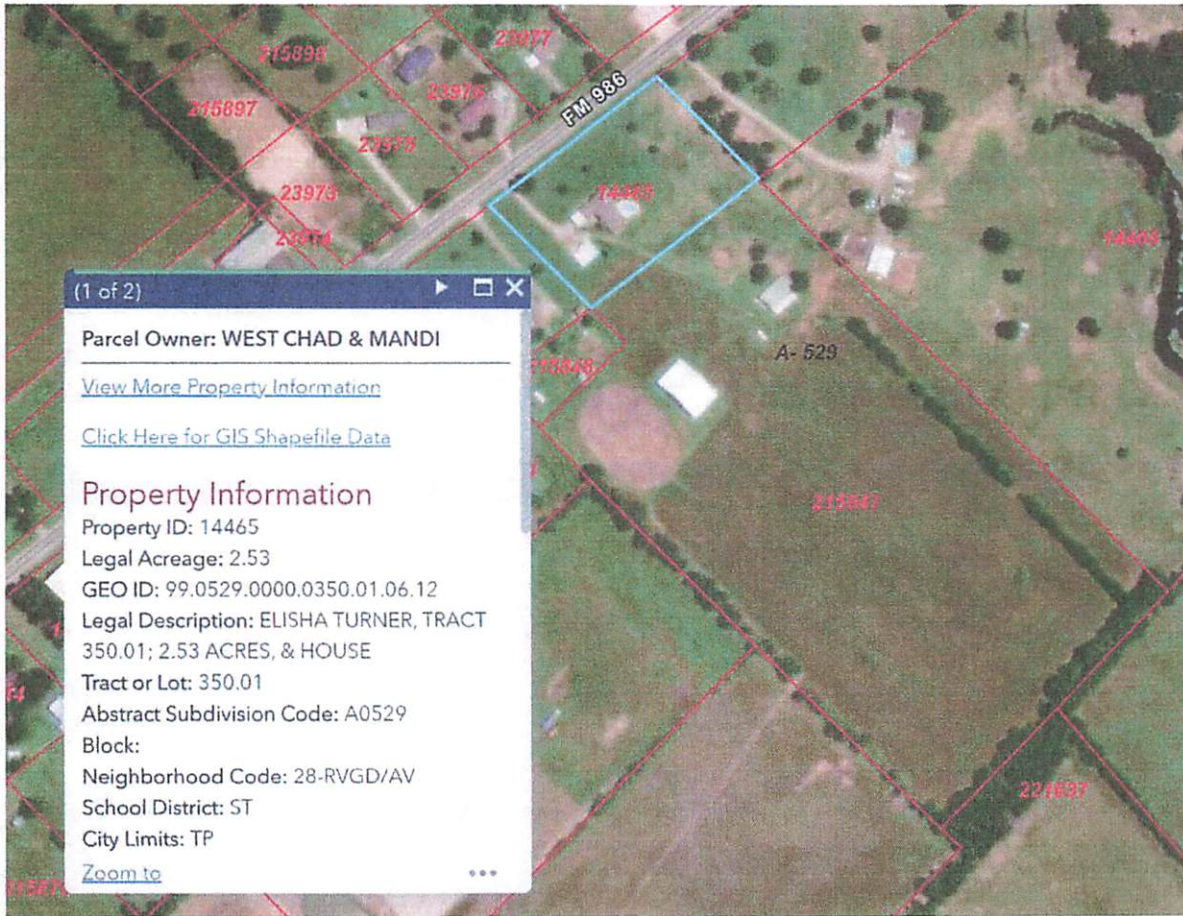 23977
215898
23975
215897
FM 986
23976
23973
14465
23974
14466
(1 of 2)
Parcel Owner: WEST CHAD & MANDI
View More Property Information
Click Here for GIS Shapefile Data
Property Information
Property ID: 14465
Legal Acreage: 2.53
GEO ID: 99.0529.0000.0350.01.06.12
Legal Description: ELISHA TURNER, TRACT
350.01; 2.53 ACRES, & HOUSE
Tract or Lot: 350.01
Abstract Subdivision Code: A0529
Block:
Neighborhood Code: 28-RVGD/AV
School District: ST
City Limits: TP
Zoom to
A- 529
215848
215847
221637